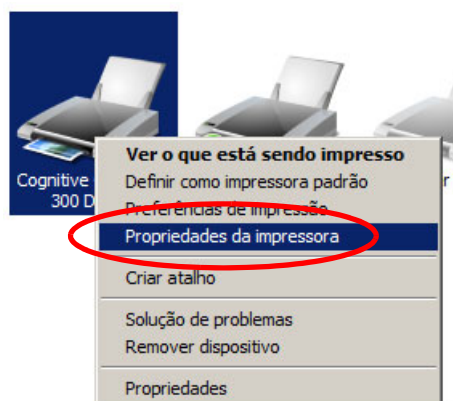 Cognitive
300 D
r
Ver o que está sendo impresso
Definir como impressora padrão
Preferências de impressão
Propriedades da impressora
Criar atalho
Solução de problemas
Remover dispositivo
Propriedades